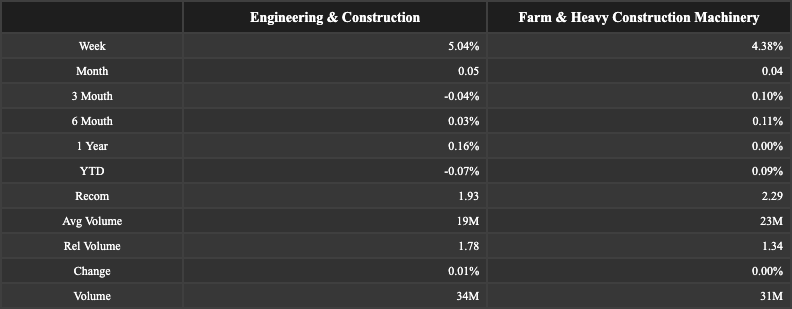 Engineering & Construction Farm & Heavy Construction Machinery
Week 5.04% 4.38%
Month 0.05 0.04
3 Mouth -0.04% 0.10%
6 Mouth 0.03% 0.11%
1 Year 0.16% 0.00%
YTD -0.07% 0.09%
Recom 1.93 2.29
Avg Volume 19M 23M
Rel Volume 1.78 1.34
Change 0.01% 0.00%
Volume 34M 31M